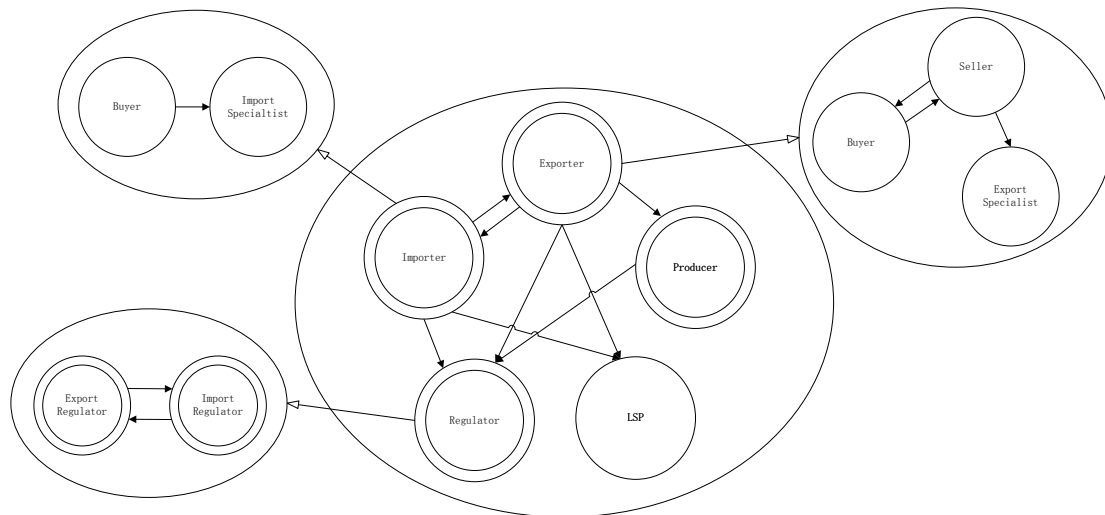 Buyer
Import
Specialtist
Exporter
Importer
Producer
Regulator
LSP
Seller
Buyer
Export
Specialist
Export
Regulator
Import
Regulator